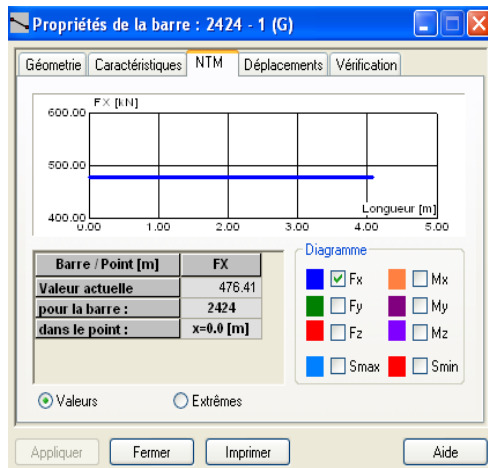 Propriétés de la barre : 2424 - 1 (G)
Géometrie Caractéristiques NTM Déplacements Vérification
FX [kN]
600.00
500.00
400.00
Longueur [m]
0.00 1.00 2.00 3.00 4.00 5.00
Barre / Point [m] FX
Valeur actuelle 476.41
pour la barre : 2424
dans le point : x=0.0 [m]
Diagramme
Fx Mx
Fy My
Fz Mz
Smax Smin
Valeurs Extrêmes
Appliquer Fermer Imprimer Aide